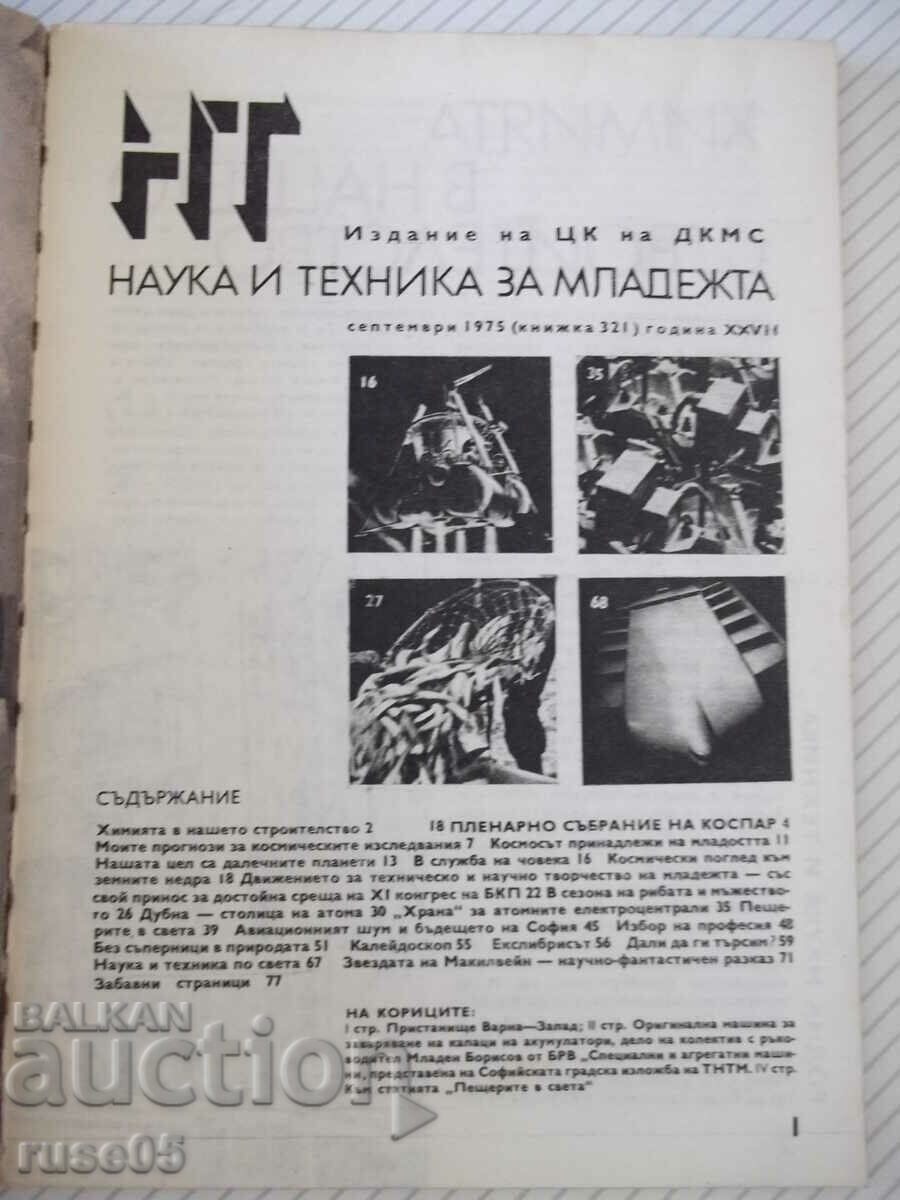 НТ
Издание на ЦК на ДКМС
НАУКА И ТЕХНИКА ЗА МЛАДЕЖТА
септември 1975 (книжка 321) година XXVII
16
35
27
68
СЪДЪРЖАНИЕ
Химията в нашето строителство 2 18 ПЛЕНАРНО СЪБРАНИЕ НА КОСПАР 4
Моите прогнози за космическите изследвания 7 Космосът принадлежи на младостта 11
Нашата цел са далечните планети 13 В служба на човека 16 Космически поглед към
земните недра 18 Движението за техническо и научно творчество на младежта — със
свой принос за достойна среща на XI конгрес на БКП 22 В сезона на рибата и мъжество-
то 26 Дубна — столица на атома 30 „Храна" за атомните електроцентрали 35 Пеще-
рите в света 39 Авиационният шум и бъдещето на София 45 Избор на професия 48
Без съперници в природата 51 Калейдоскоп 55 Екслибрисът 56 Дали да ги търсим? 59
Наука и техника по света 67 Звездата на Макилвейн — научно-фантастичен разказ 71
Забавни страници 77
НА КОРИЦИТЕ:
I стр. Пристанище Варна—Запад; II стр. Оригинална машина за
заваряване на капаци на акумулатори, дело на колектив с ръко-
водител Младен Борисов от БРВ „Специални и агрегатни маши-
ни, представена на Софийската градска изложба на ТНТМ. IV стр.
Към статията „Пещерите в света"
1
BALKAN
auction
ruse05